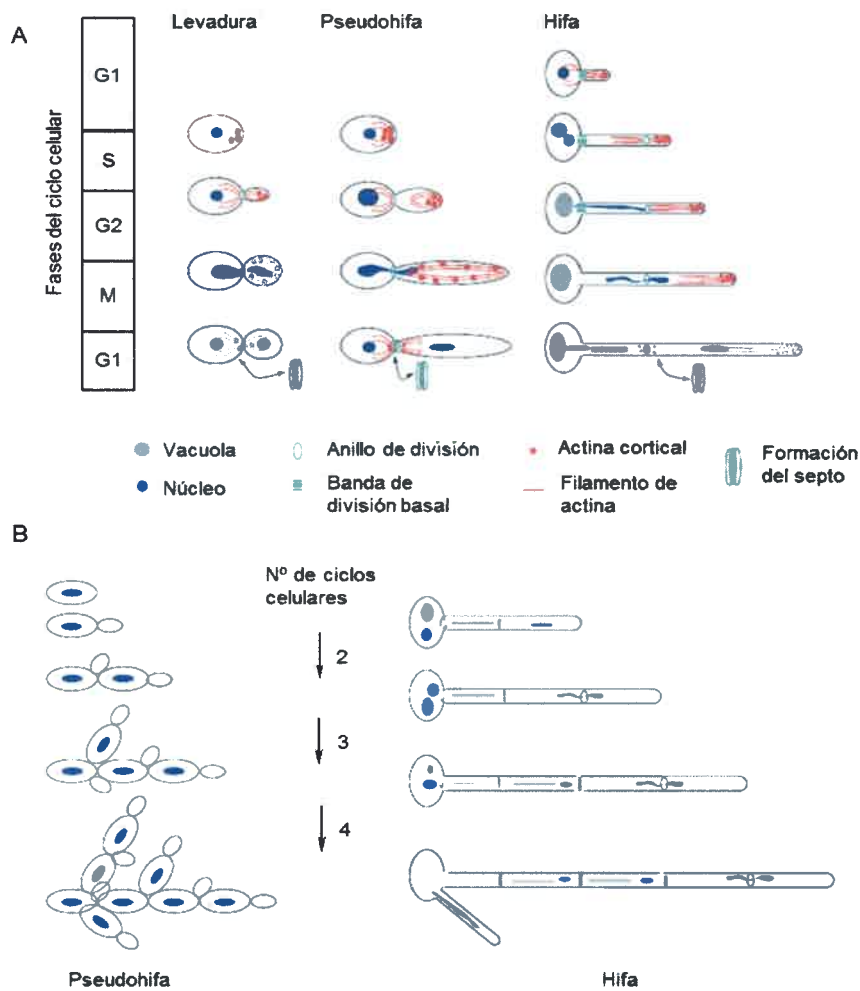 A
Levadura
Pseudohifa
Hifa
Fases del ciclo celular
G1
S
G2
M
G1
Vacuola
Anillo de división
Actina cortical
Formación
del septo
Núcleo
Banda de
división basal
Filamento de
actina
B
Nº de ciclos
celulares
2
3
4
Pseudohifa
Hifa